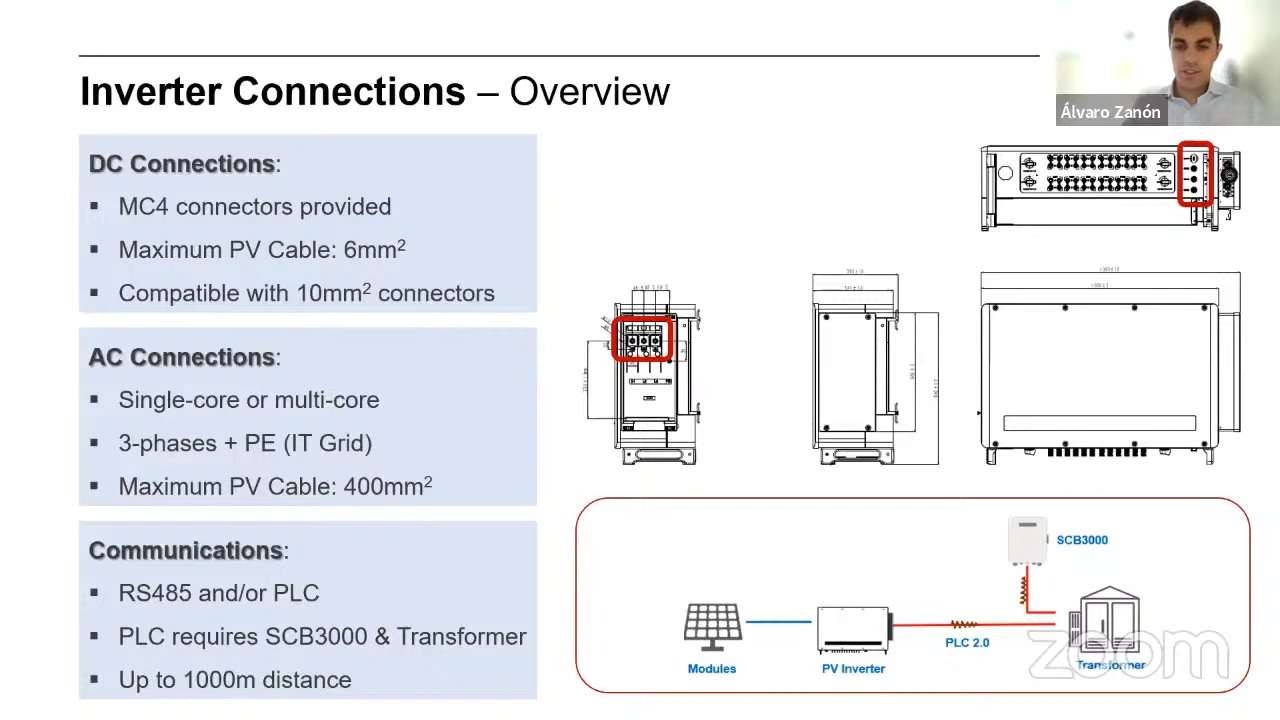 Inverter Connections – Overview
Álvaro Zanón
DC Connections:
▪ MC4 connectors provided
▪ Maximum PV Cable: 6mm²
▪ Compatible with 10mm² connectors
AC Connections:
▪ Single-core or multi-core
▪ 3-phases + PE (IT Grid)
▪ Maximum PV Cable: 400mm²
Communications:
▪ RS485 and/or PLC
▪ PLC requires SCB3000 & Transformer
▪ Up to 1000m distance
SCB3000
PLC 2.0
Modules
PV Inverter
Transformer
zoom